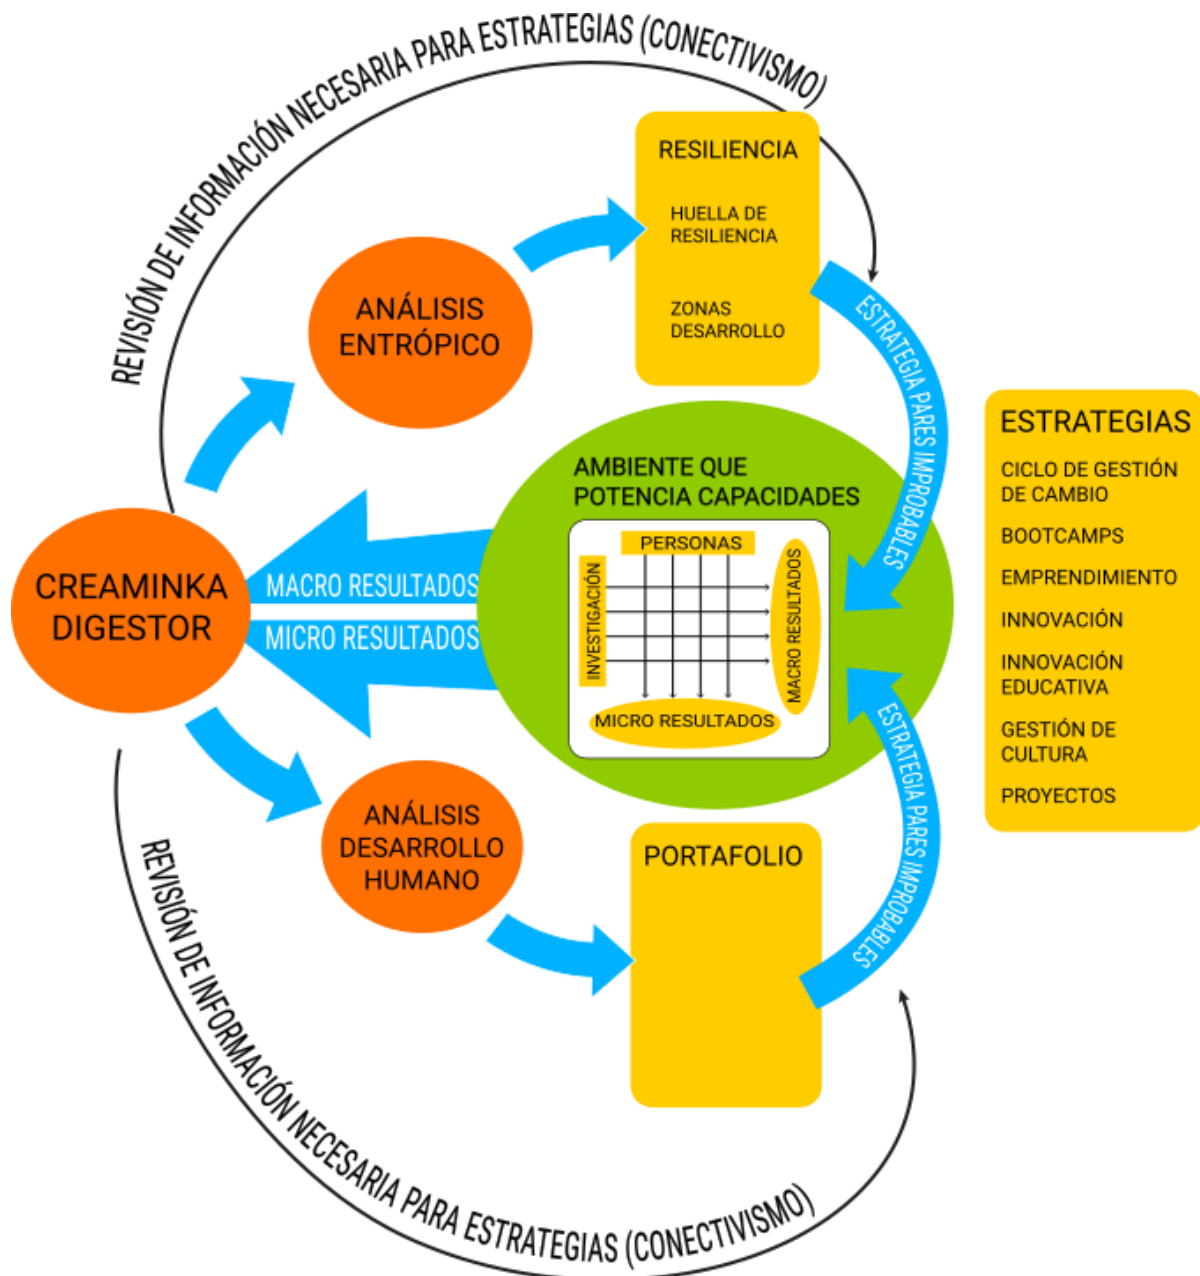 REVISIÓN DE INFORMACIÓN NECESARIA PARA ESTRATEGIAS (CONECTIVISMO)
RESILIENCIA
HUELLA DE
RESILIENCIA
ZONAS
DESARROLLO
ANÁLISIS
ENTRÓPICO
ESTRATEGIA PARES IMPROBABLES
ESTRATEGIAS
CICLO DE GESTIÓN
DE CAMBIO
BOOTCAMPS
EMPRENDIMIENTO
INNOVACIÓN
INNOVACIÓN
EDUCATIVA
GESTIÓN DE
CULTURA
PROYECTOS
AMBIENTE QUE
POTENCIA CAPACIDADES
PERSONAS
INVESTIGACIÓN
MACRO RESULTADOS
MICRO RESULTADOS
CREAMINKA
DIGESTOR
MACRO RESULTADOS
MICRO RESULTADOS
ANÁLISIS
DESARROLLO
HUMANO
PORTAFOLIO
ESTRATEGIA PARES IMPROBABLES
REVISIÓN DE INFORMACIÓN NECESARIA PARA ESTRATEGIAS (CONECTIVISMO)